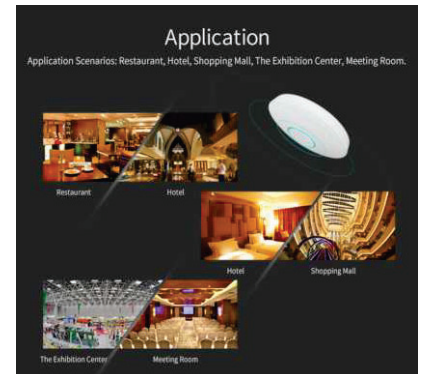 Application
Application Scenarios: Restaurant, Hotel, Shopping Mall, The Exhibition Center, Meeting Room.
Restaurant
Hotel
Hotel
Shopping Mall
The Exhibition Center
Meeting Room